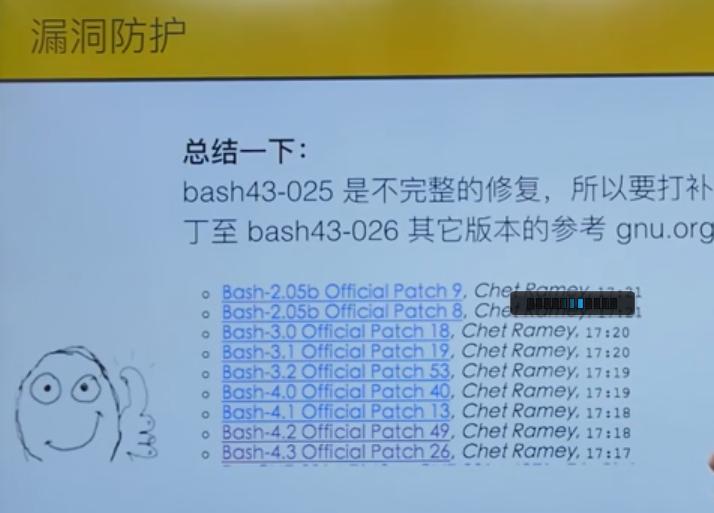 漏洞防护
总结一下：
bash43-025 是不完整的修复，所以要打补
丁至 bash43-026 其它版本的参考 gnu.org
Bash-2.05b Official Patch 9, Chet Ramey, 17:21
Bash-2.05b Official Patch 8, Chet
Bash-3.0 Official Patch 18, Chet Ramey, 17:20
Bash-3.1 Official Patch 19, Chet Ramey, 17:20
Bash-3.2 Official Patch 53, Chet Ramey, 17:19
Bash-4.0 Official Patch 40, Chet Ramey, 17:19
Bash-4.1 Official Patch 13, Chet Ramey, 17:18
Bash-4.2 Official Patch 49, Chet Ramey, 17:18
Bash-4.3 Official Patch 26, Chet Ramey, 17:17